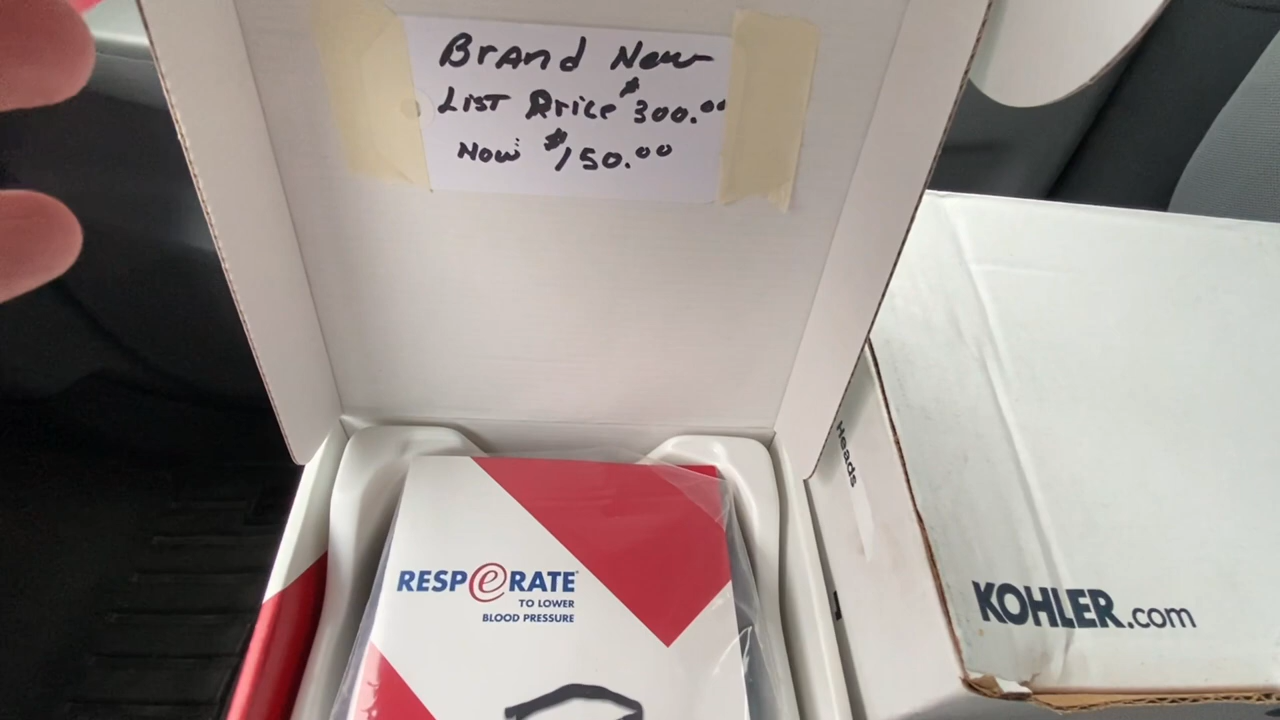 Brand New
LIST Price $300.00
Now $150.00
RESPeRATE
TO LOWER
BLOOD PRESSURE
Heads
KOHLER.com